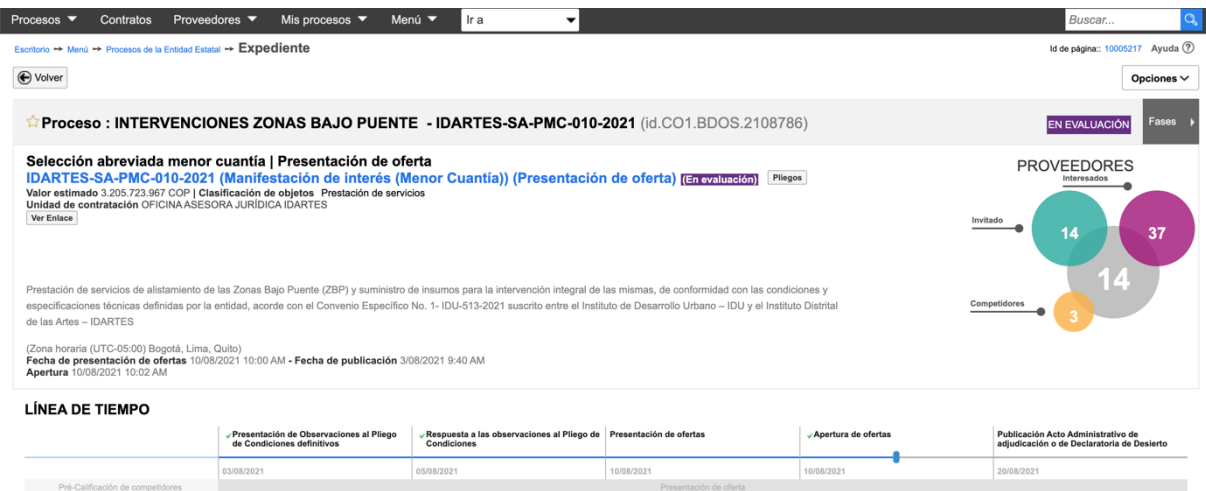 Procesos Contratos Proveedores Mis procesos Menú Ir a Buscar...
Escritorio → Menú → Procesos de la Entidad Estatal → Expediente Id de página:: 10005217 Ayuda ?
Volver Opciones
Proceso : INTERVENCIONES ZONAS BAJO PUENTE - IDARTES-SA-PMC-010-2021 (id.CO1.BDOS.2108786) EN EVALUACIÓN Fases
Selección abreviada menor cuantía | Presentación de oferta
IDARTES-SA-PMC-010-2021 (Manifestación de interés (Menor Cuantía)) (Presentación de oferta) [En evaluación] Pliegos
Valor estimado 3.205.723.967 COP | Clasificación de objetos Prestación de servicios
Unidad de contratación OFICINA ASESORA JURÍDICA IDARTES
Ver Enlace
PROVEEDORES
Interesados
Invitado
14
37
14
Competidores
3
Prestación de servicios de alistamiento de las Zonas Bajo Puente (ZBP) y suministro de insumos para la intervención integral de las mismas, de conformidad con las condiciones y
especificaciones técnicas definidas por la entidad, acorde con el Convenio Específico No. 1- IDU-513-2021 suscrito entre el Instituto de Desarrollo Urbano – IDU y el Instituto Distrital
de las Artes – IDARTES
(Zona horaria (UTC-05:00) Bogotá, Lima, Quito)
Fecha de presentación de ofertas 10/08/2021 10:00 AM - Fecha de publicación 3/08/2021 9:40 AM
Apertura 10/08/2021 10:02 AM
LÍNEA DE TIEMPO
Presentación de Observaciones al Pliego
de Condiciones definitivos
Respuesta a las observaciones al Pliego de
Condiciones
Presentación de ofertas
Apertura de ofertas
Publicación Acto Administrativo de
adjudicación o de Declaratoria de Desierto
03/08/2021 05/08/2021 10/08/2021 10/08/2021 20/08/2021
Pré-Calificación de competidores Presentación de oferta